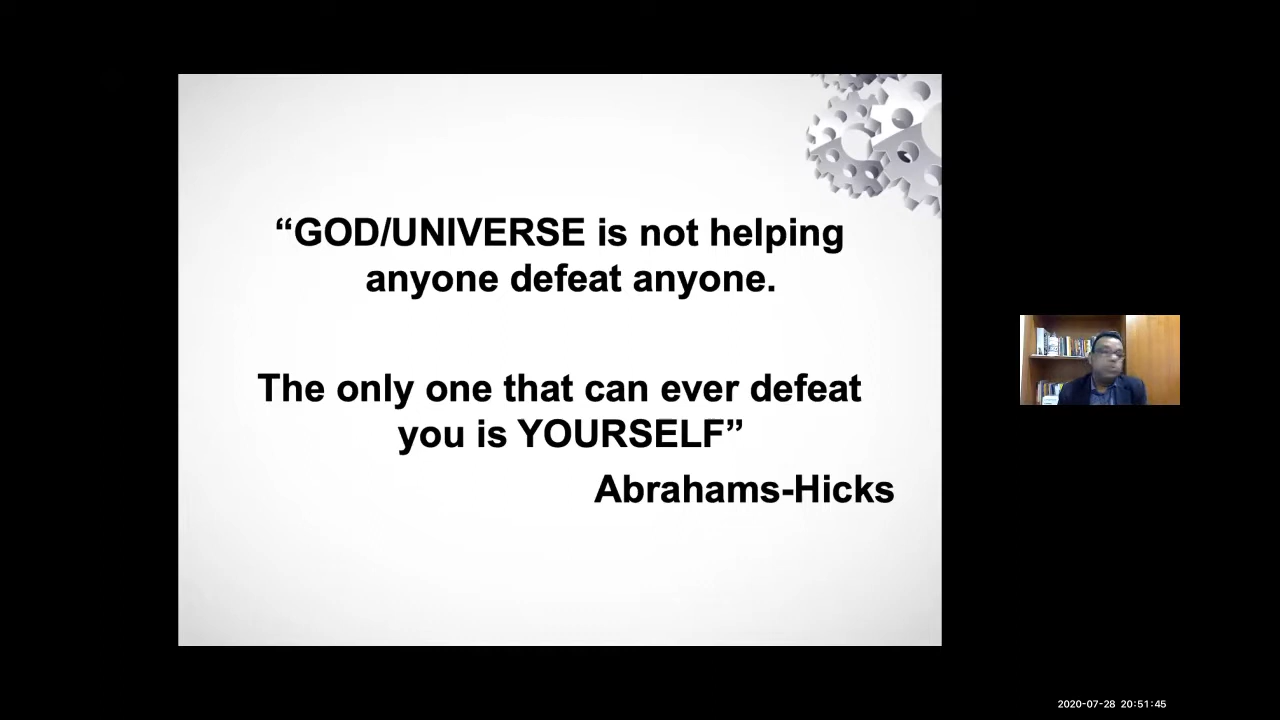 “GOD/UNIVERSE is not helping
anyone defeat anyone.
The only one that can ever defeat
you is YOURSELF”
Abrahams-Hicks
2020-07-28 20:51:45